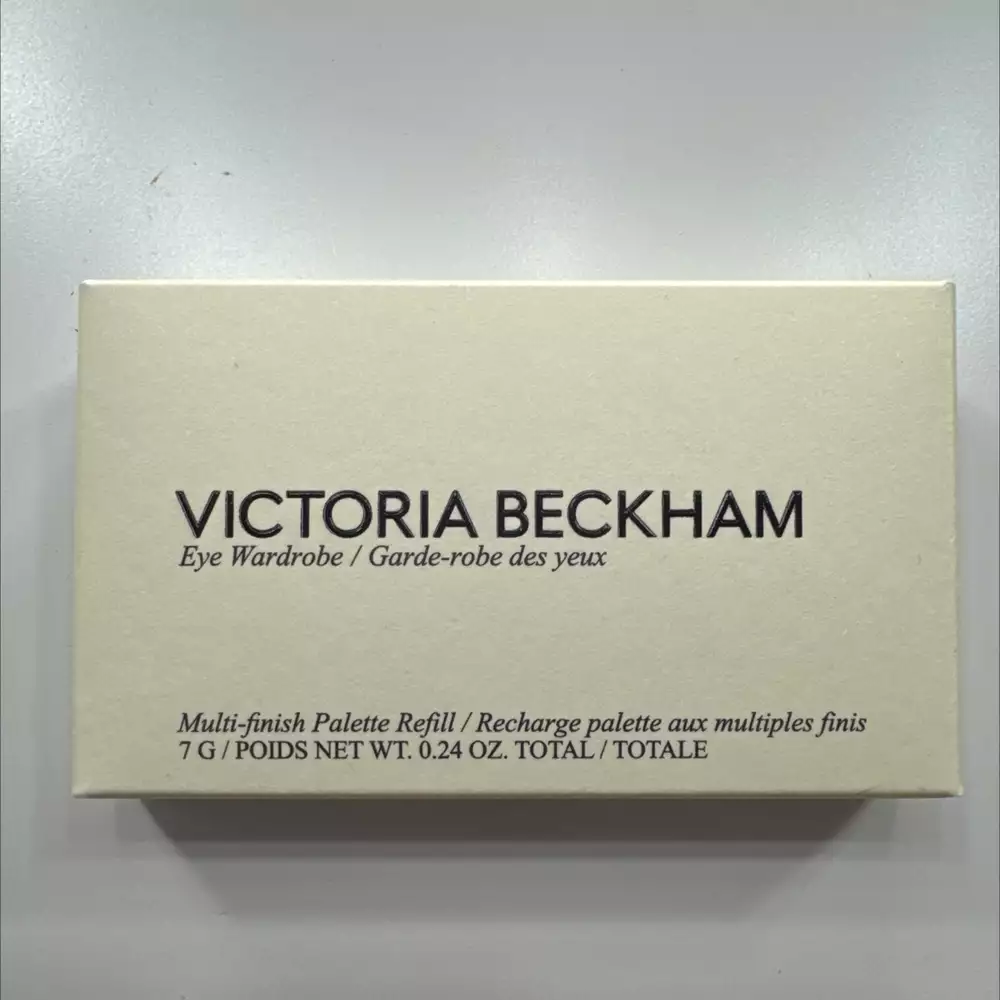 VICTORIA BECKHAM
Eye Wardrobe / Garde-robe des yeux
Multi-finish Palette Refill / Recharge palette aux multiples finis
7 G / POIDS NET WT. 0.24 OZ. TOTAL / TOTALE